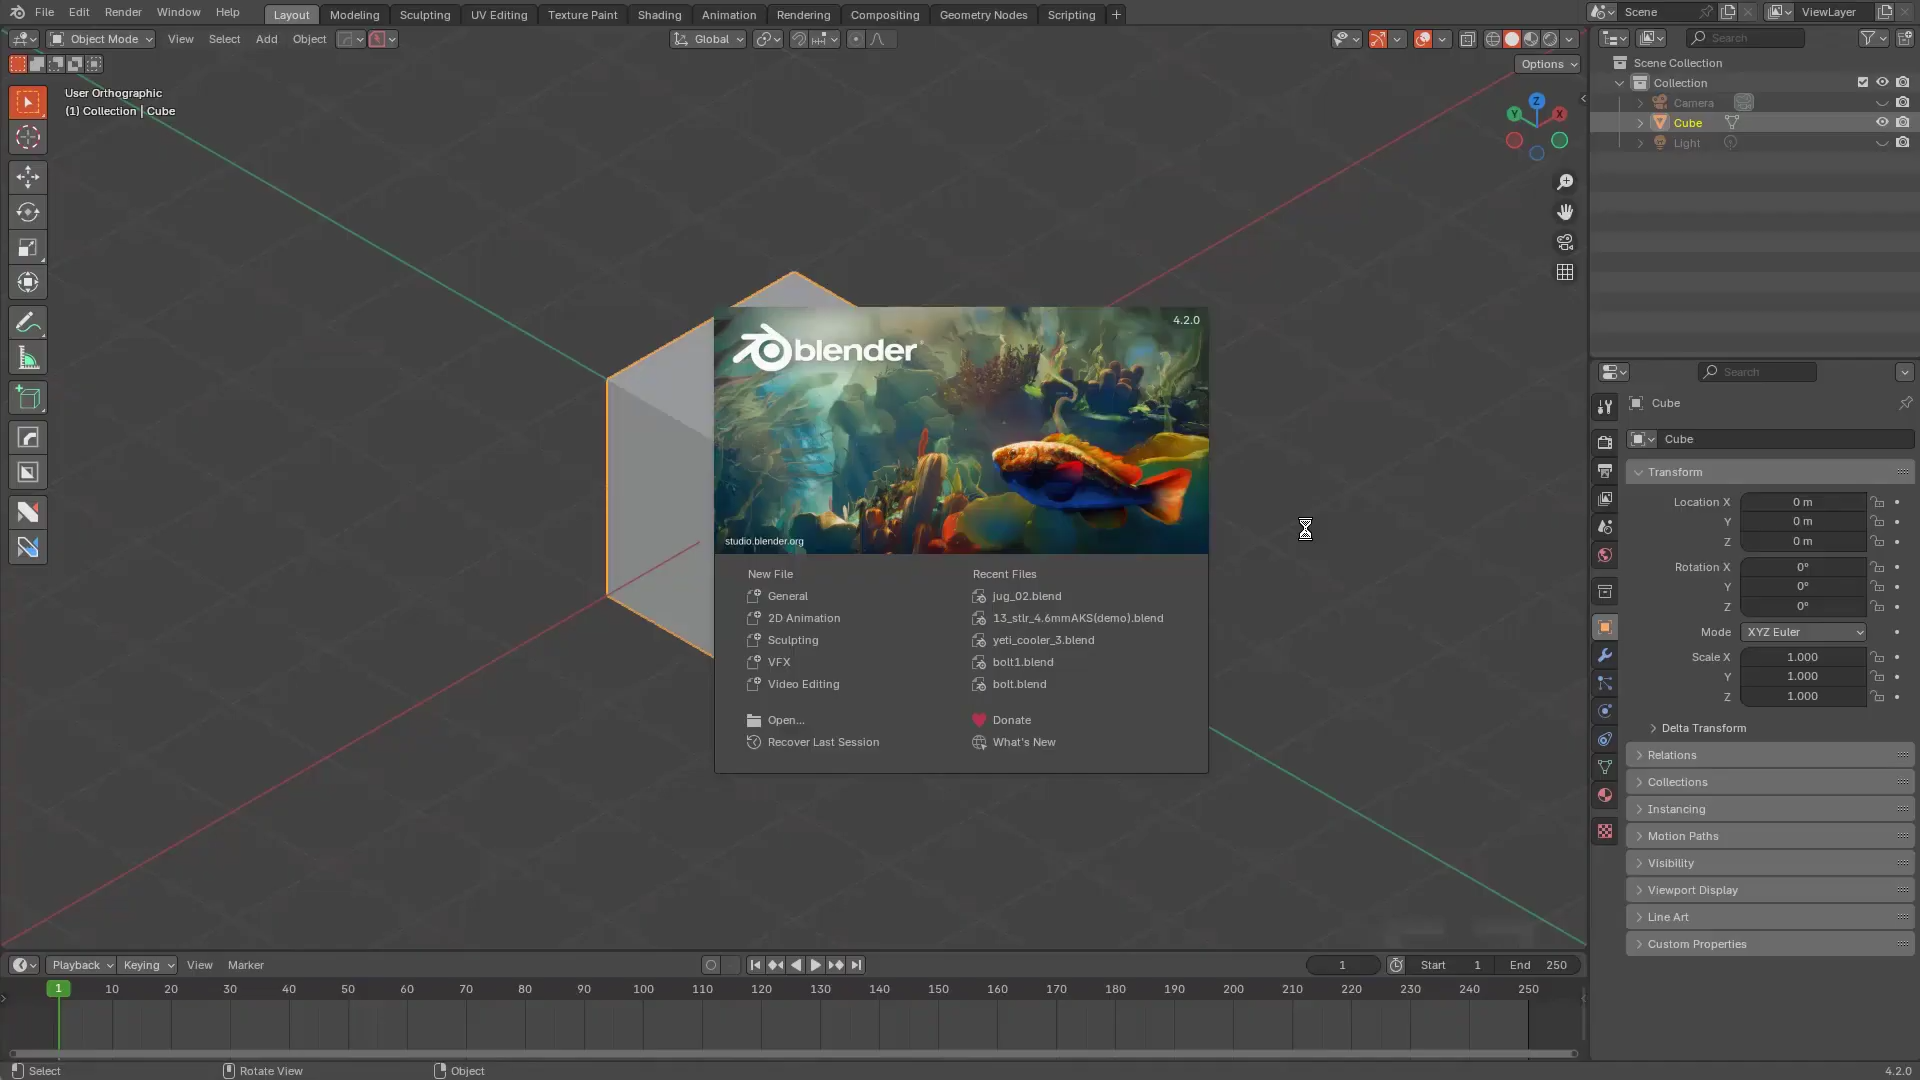 File Edit Render Window Help Layout Modeling Sculpting UV Editing Texture Paint Shading Animation Rendering Compositing Geometry Nodes Scripting + Scene ViewLayer
Object Mode View Select Add Object Global Search
Options
User Orthographic
(1) Collection | Cube
Z
Y
X
Scene Collection
Collection
Camera
Cube
Light
blender
4.2.0
studio.blender.org
New File
General
2D Animation
Sculpting
VFX
Video Editing
Open...
Recover Last Session
Recent Files
jug_02.blend
13_stlr_4.6mmAKS(demo).blend
yeti_cooler_3.blend
bolt1.blend
bolt.blend
Donate
What's New
Search
Cube
Cube
Transform
Location X 0 m
Y 0 m
Z 0 m
Rotation X 0°
Y 0°
Z 0°
Mode XYZ Euler
Scale X 1.000
Y 1.000
Z 1.000
Delta Transform
Relations
Collections
Instancing
Motion Paths
Visibility
Viewport Display
Line Art
Custom Properties
Playback Keying View Marker 1 Start 1 End 250
1 10 20 30 40 50 60 70 80 90 100 110 120 130 140 150 160 170 180 190 200 210 220 230 240 250
Select Rotate View Object 4.2.0